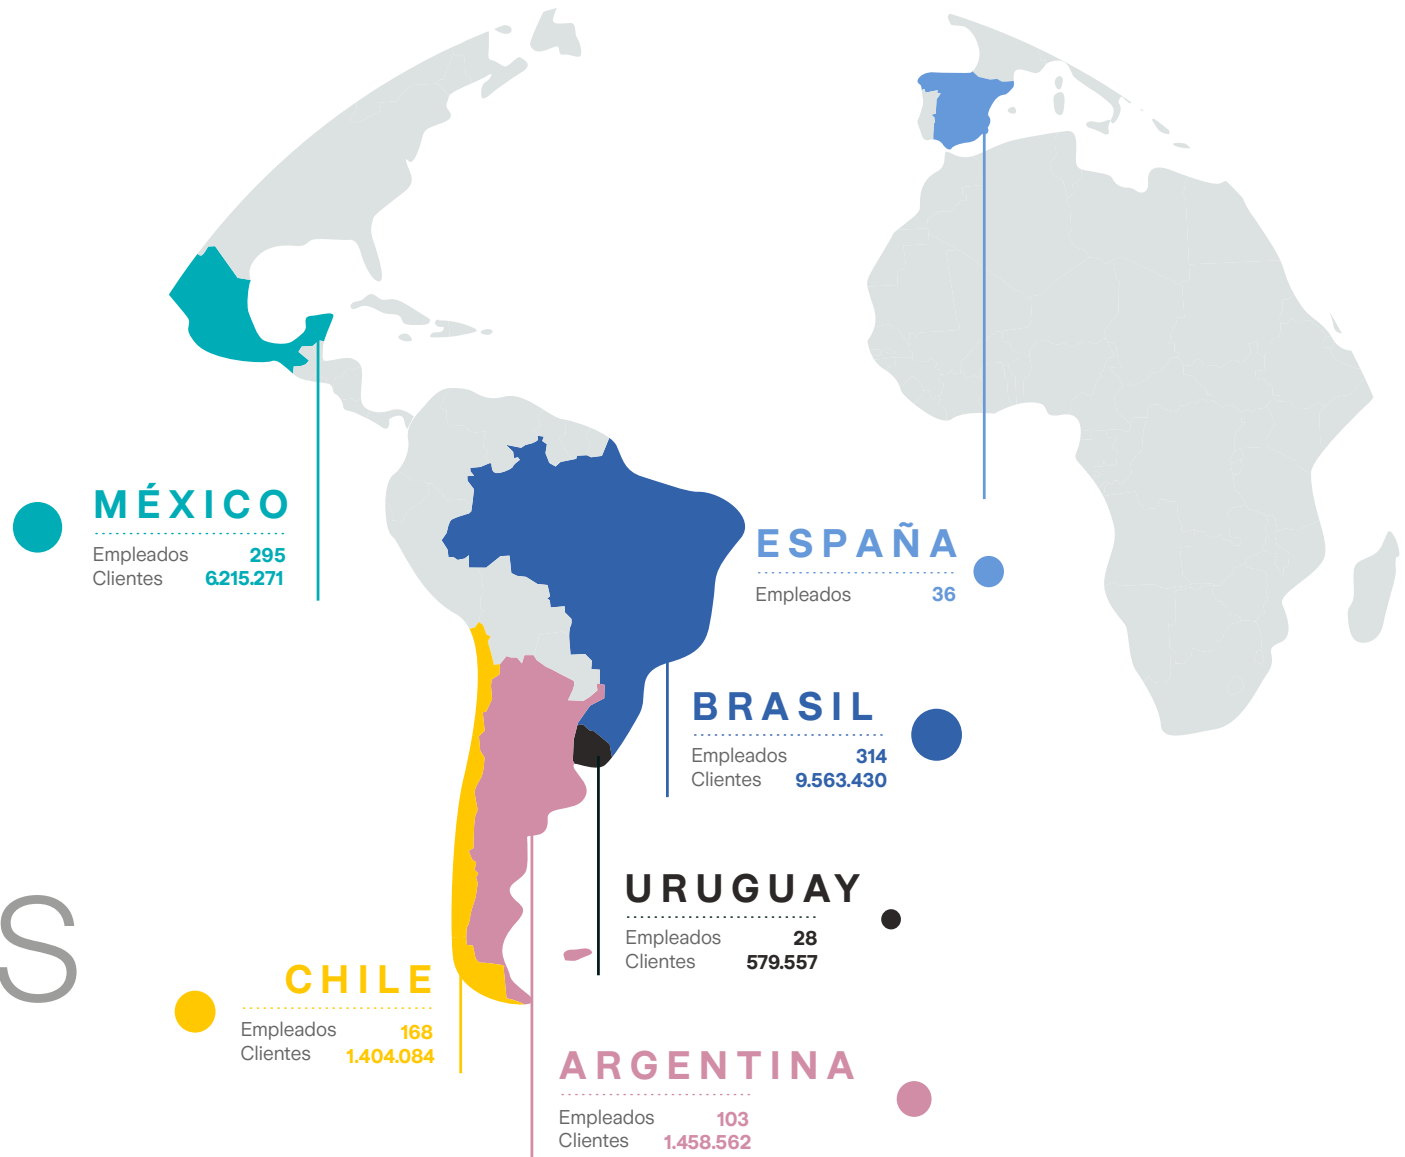 MÉXICO
Empleados 295
Clientes 6.215.271
ESPAÑA
Empleados 36
BRASIL
Empleados 314
Clientes 9.563.430
URUGUAY
Empleados 28
Clientes 579.557
S
CHILE
Empleados 168
Clientes 1.404.084
ARGENTINA
Empleados 103
Clientes 1.458.562